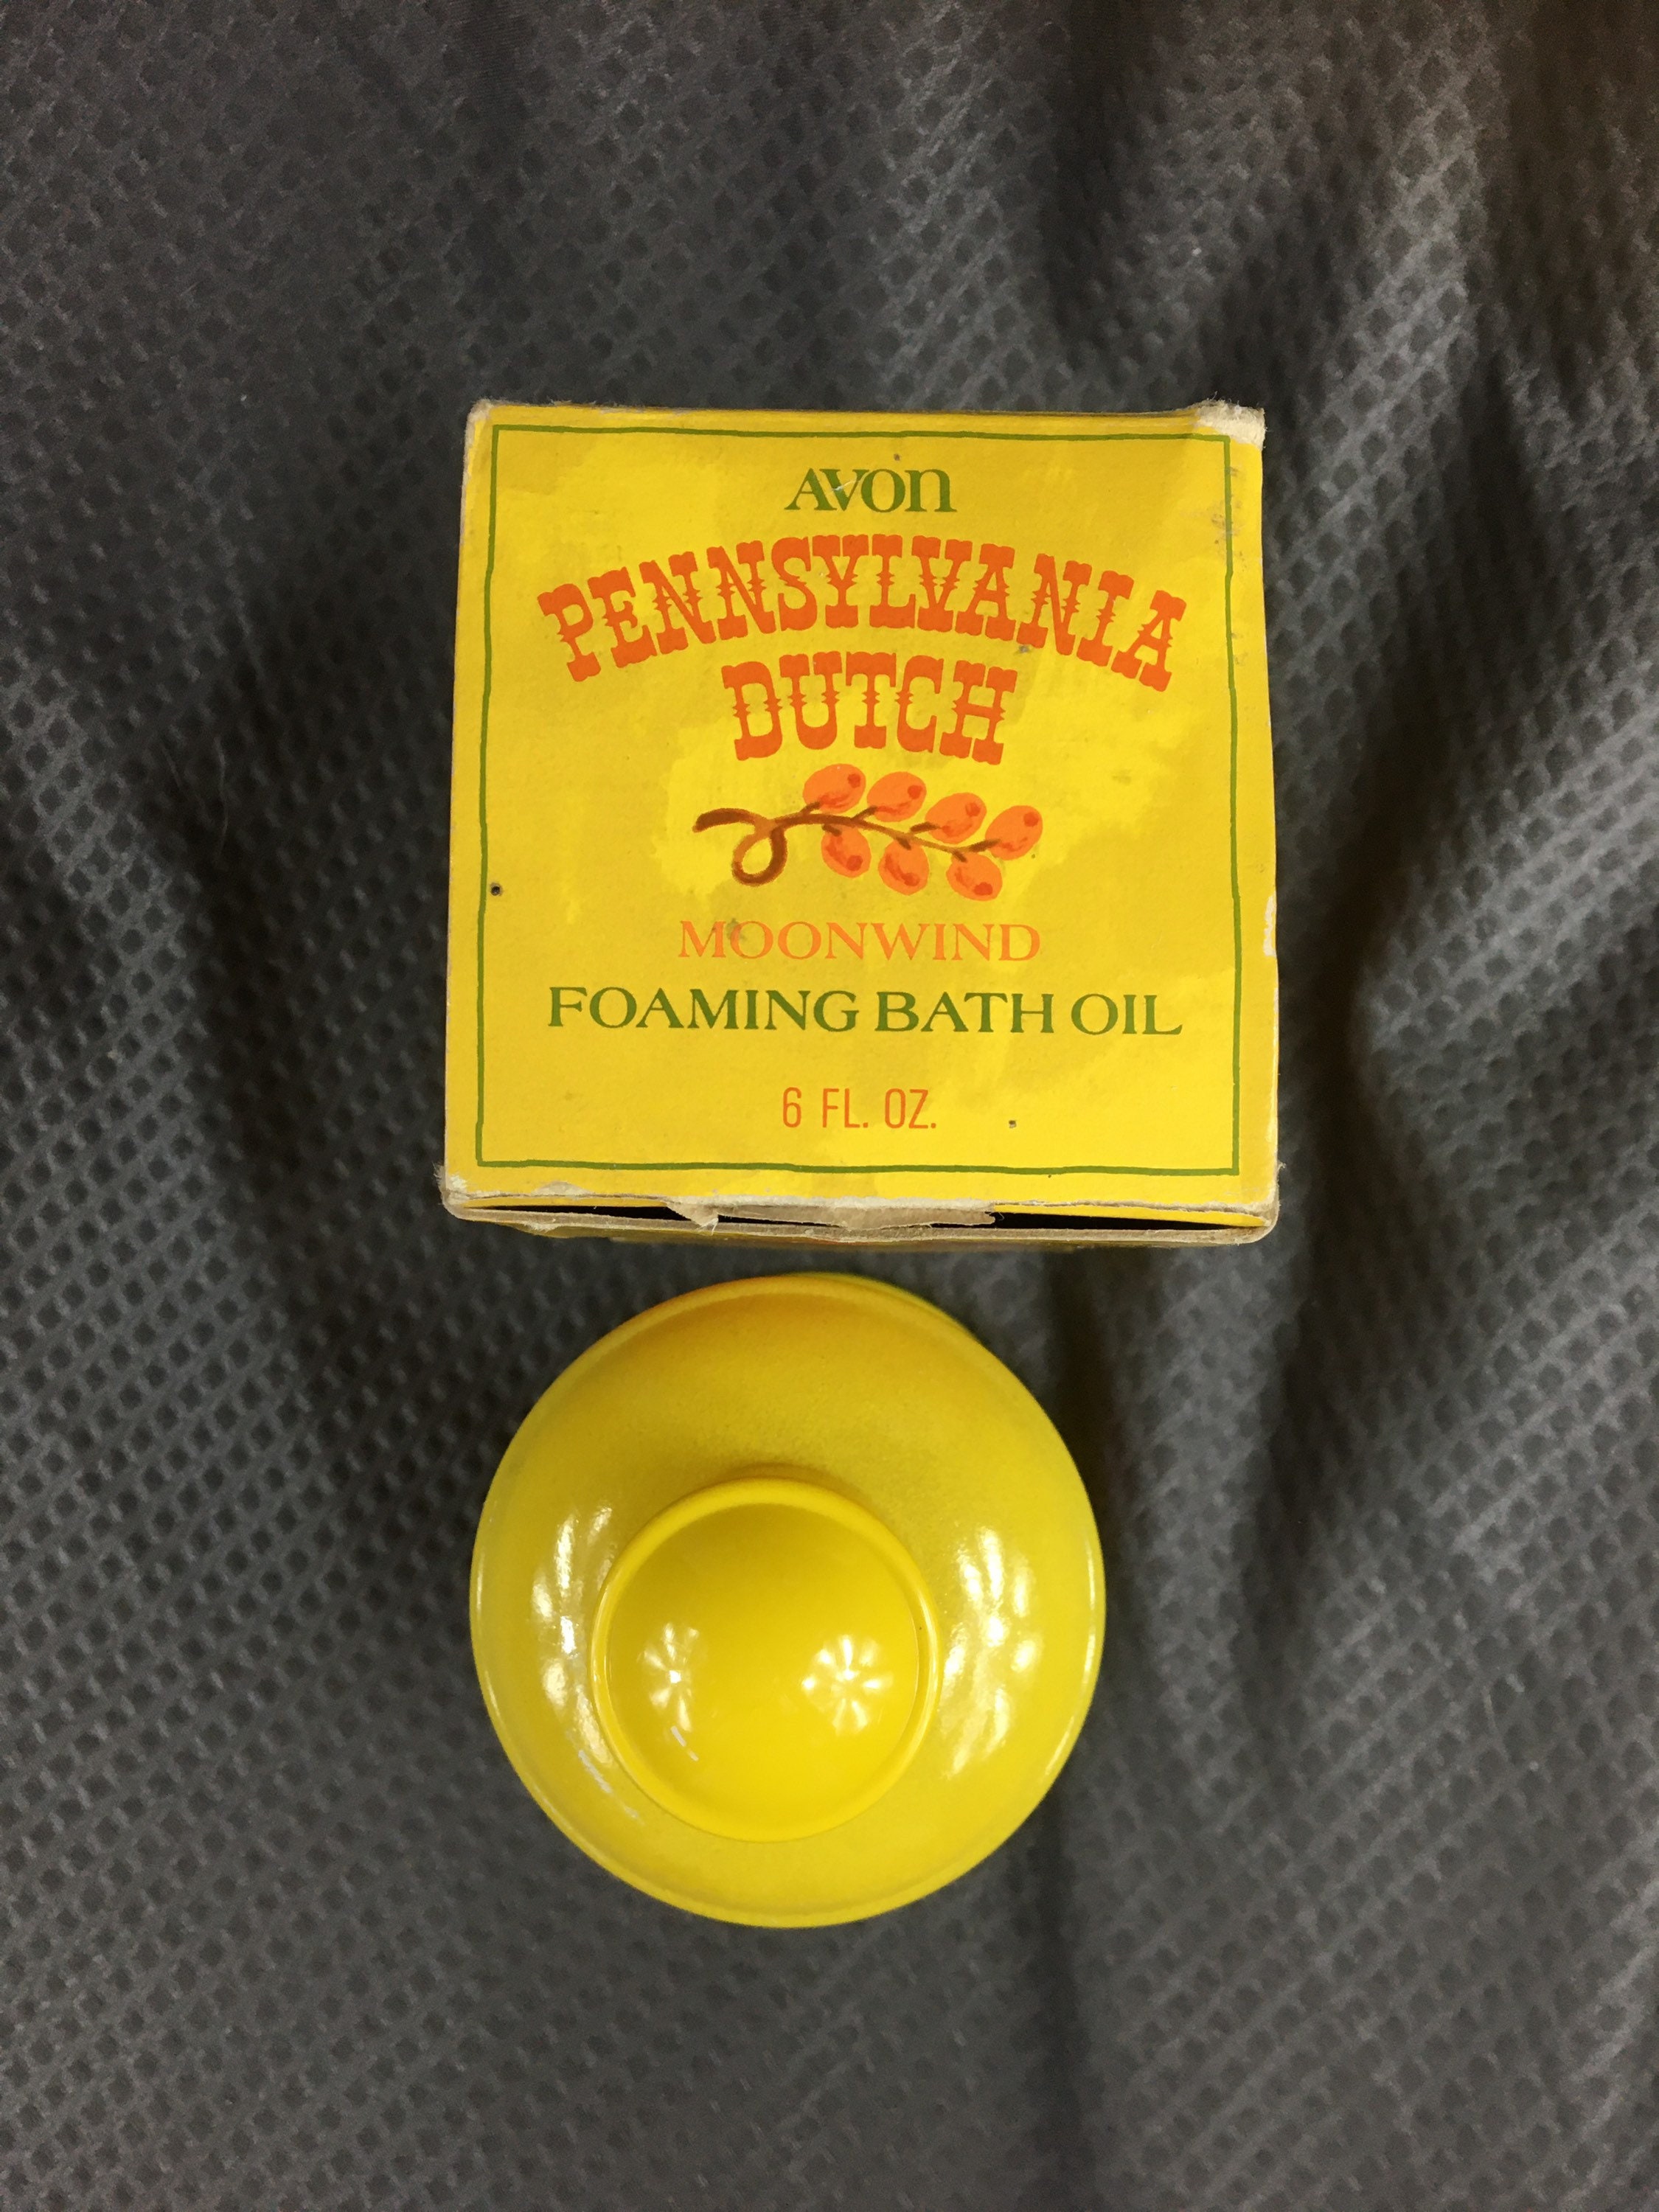 AVON
PENNSYLVANIA
DUTCH
MOONWIND
FOAMING BATH OIL
6 FL. OZ.